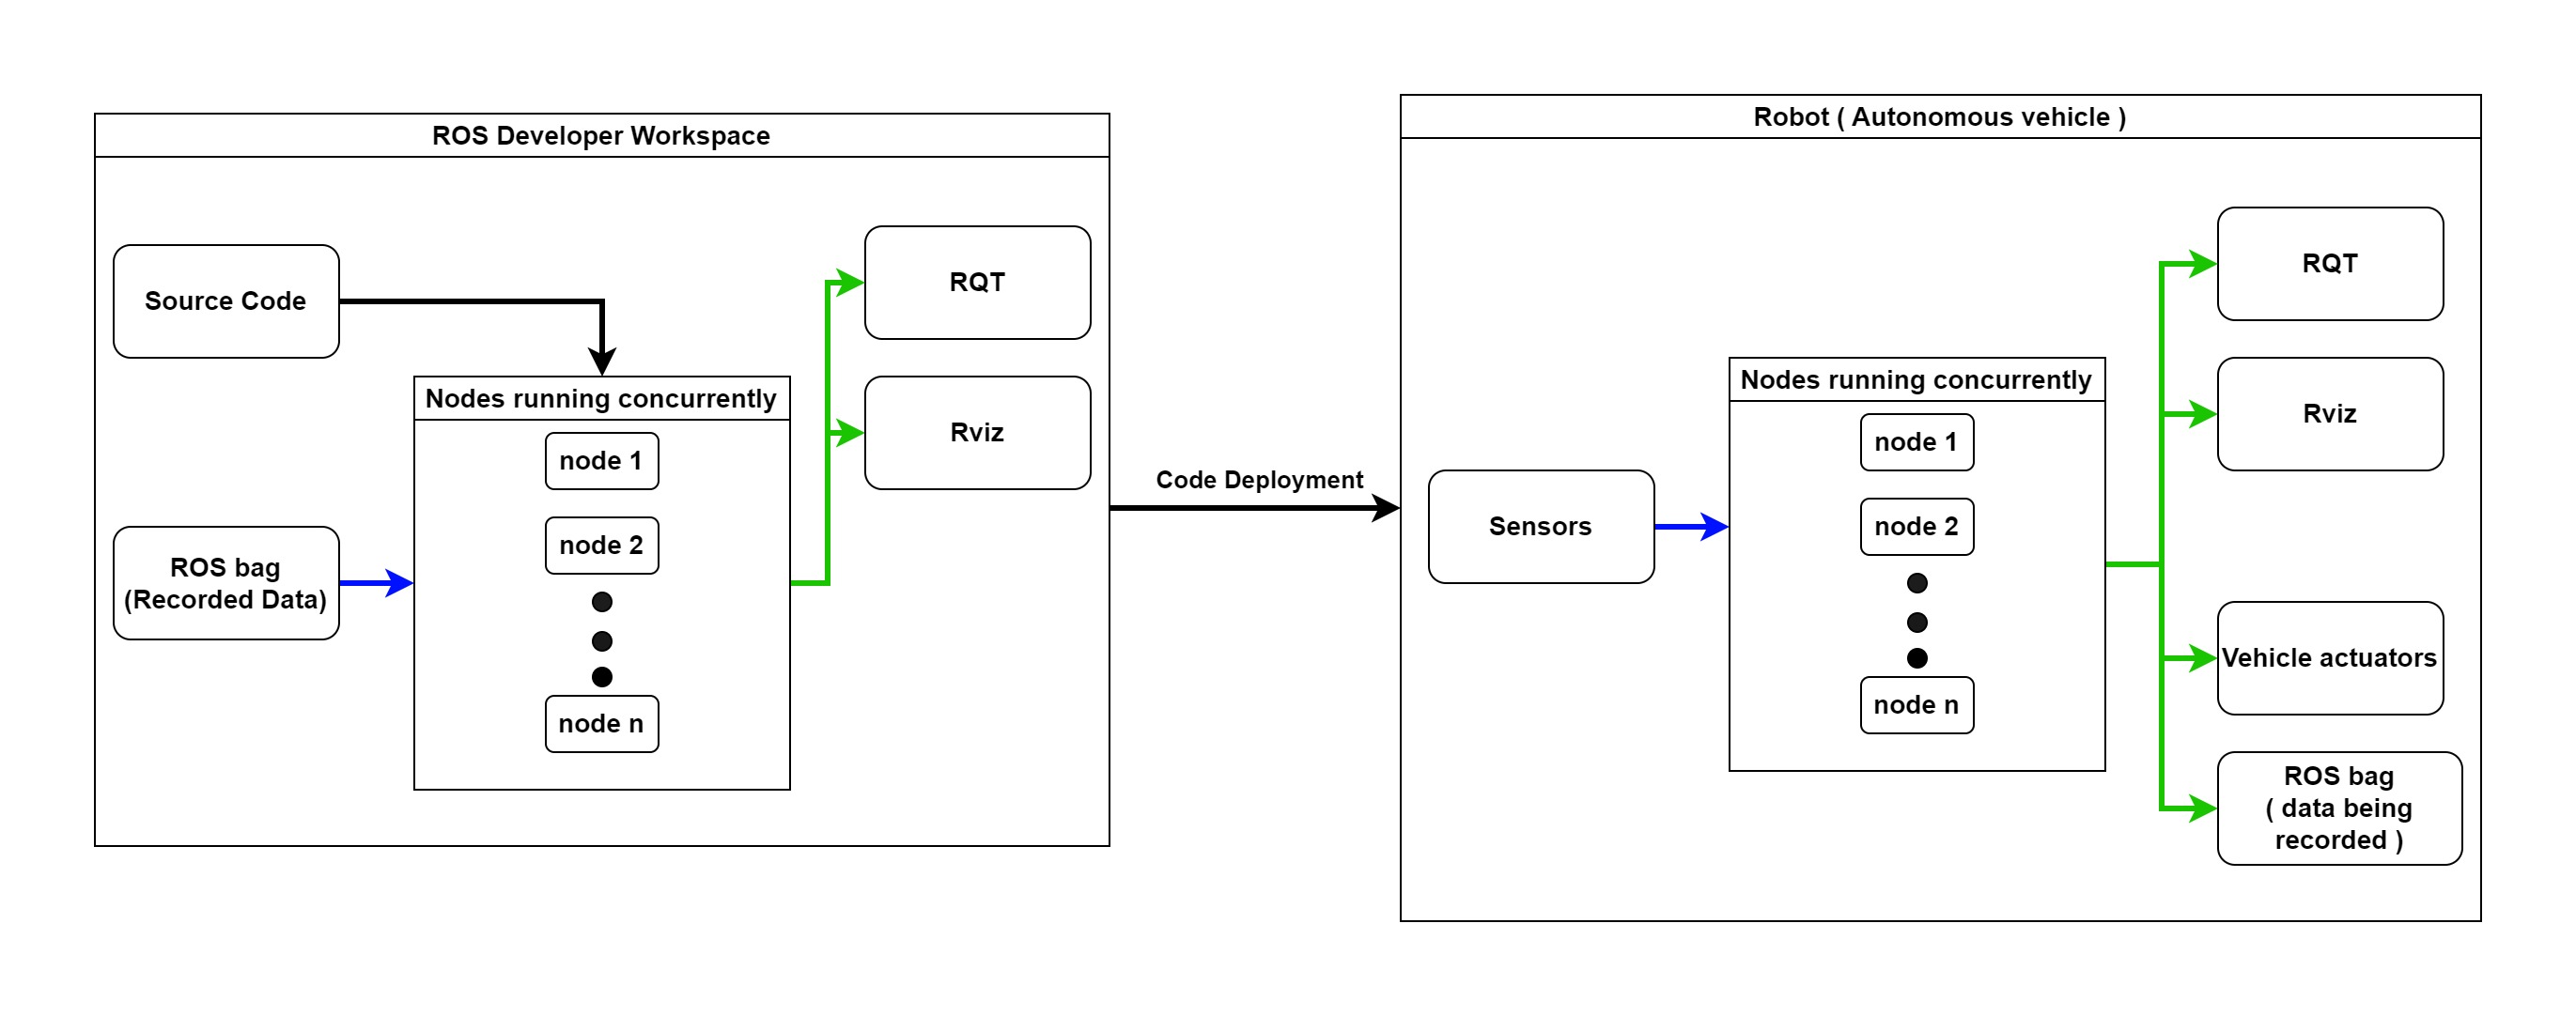 ROS Developer Workspace
Source Code
RQT
Rviz
Nodes running concurrently
node 1
node 2
node n
ROS bag
(Recorded Data)
Code Deployment
Robot ( Autonomous vehicle )
Sensors
Nodes running concurrently
node 1
node 2
node n
RQT
Rviz
Vehicle actuators
ROS bag
( data being
recorded )